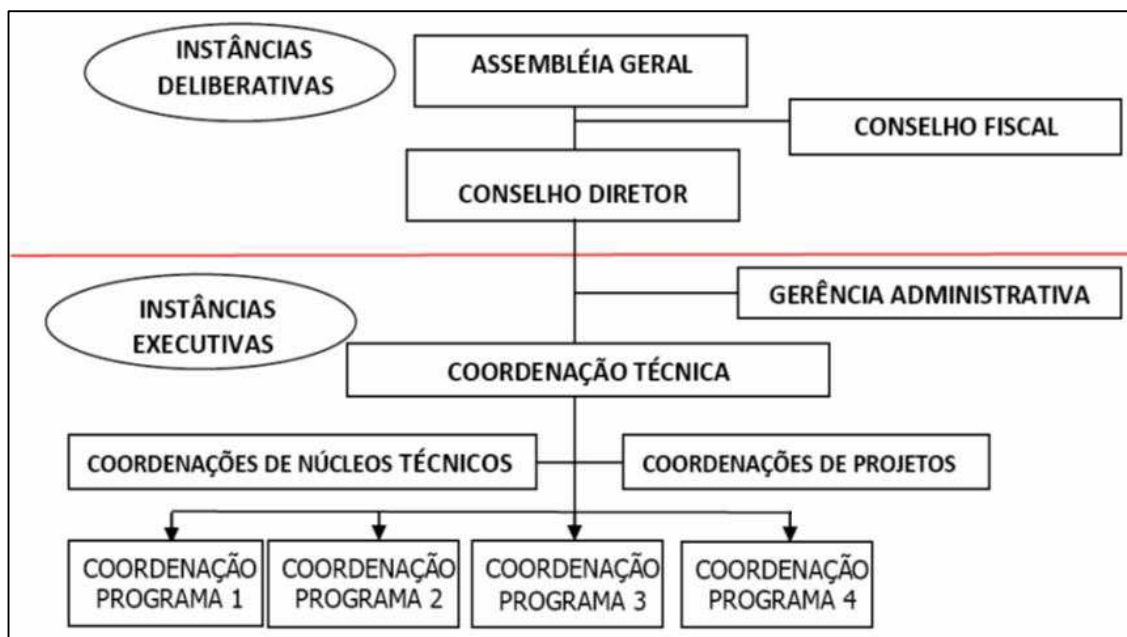 INSTÂNCIAS
DELIBERATIVAS
ASSEMBLÉIA GERAL
CONSELHO FISCAL
CONSELHO DIRETOR
GERÊNCIA ADMINISTRATIVA
INSTÂNCIAS
EXECUTIVAS
COORDENAÇÃO TÉCNICA
COORDENAÇÕES DE NÚCLEOS TÉCNICOS
COORDENAÇÕES DE PROJETOS
COORDENAÇÃO
PROGRAMA 1
COORDENAÇÃO
PROGRAMA 2
COORDENAÇÃO
PROGRAMA 3
COORDENAÇÃO
PROGRAMA 4